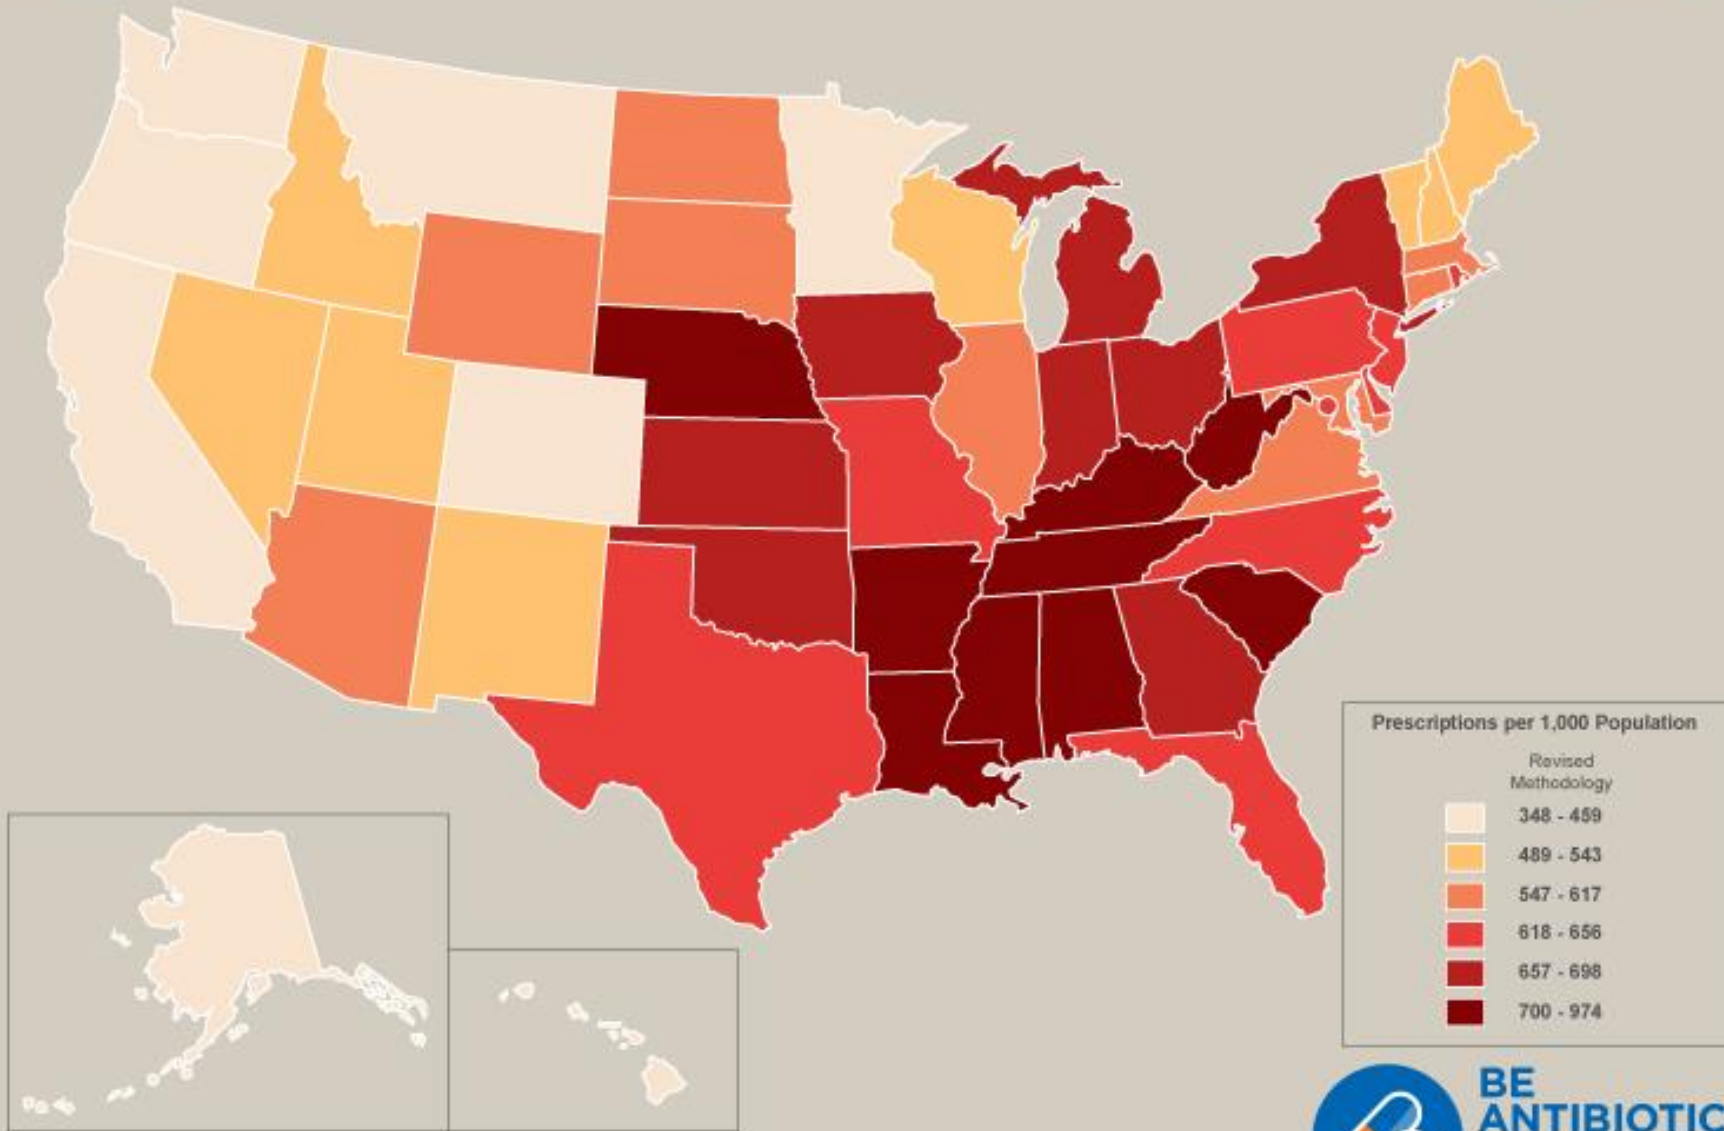 Prescriptions per 1,000 Population
Revised
Methodology
348 - 459
489 - 543
547 - 617
618 - 656
657 - 698
700 - 974
BE
ANTIBIOTIC